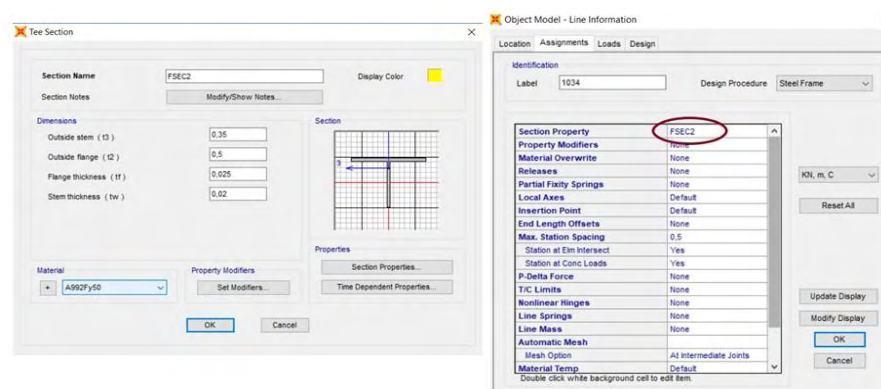 Tee Section
Section Name FSEC2 Display Color
Section Notes Modify/Show Notes...
Dimensions
Outside stem ( t3 ) 0,35
Outside flange ( t2 ) 0,5
Flange thickness ( tf ) 0,025
Stem thickness ( tw ) 0,02
Section
3
Properties
Section Properties...
Time Dependent Properties...
Material
+ A992Fy50
Property Modifiers
Set Modifiers...
OK Cancel
Object Model - Line Information
Location Assignments Loads Design
Identification
Label 1034 Design Procedure Steel Frame
Section Property FSEC2
Property Modifiers None
Material Overwrite None
Releases None
Partial Fixity Springs None
Local Axes Default
Insertion Point Default
End Length Offsets None
Max. Station Spacing 0,5
Station at Elm Intersect Yes
Station at Conc Loads Yes
P-Delta Force None
T/C Limits None
Nonlinear Hinges None
Line Springs None
Line Mass None
Automatic Mesh
Mesh Option At Intermediate Joints
Material Temp Default
Double click white background cell to edit item.
KN, m, C
Reset All
Update Display
Modify Display
OK
Cancel